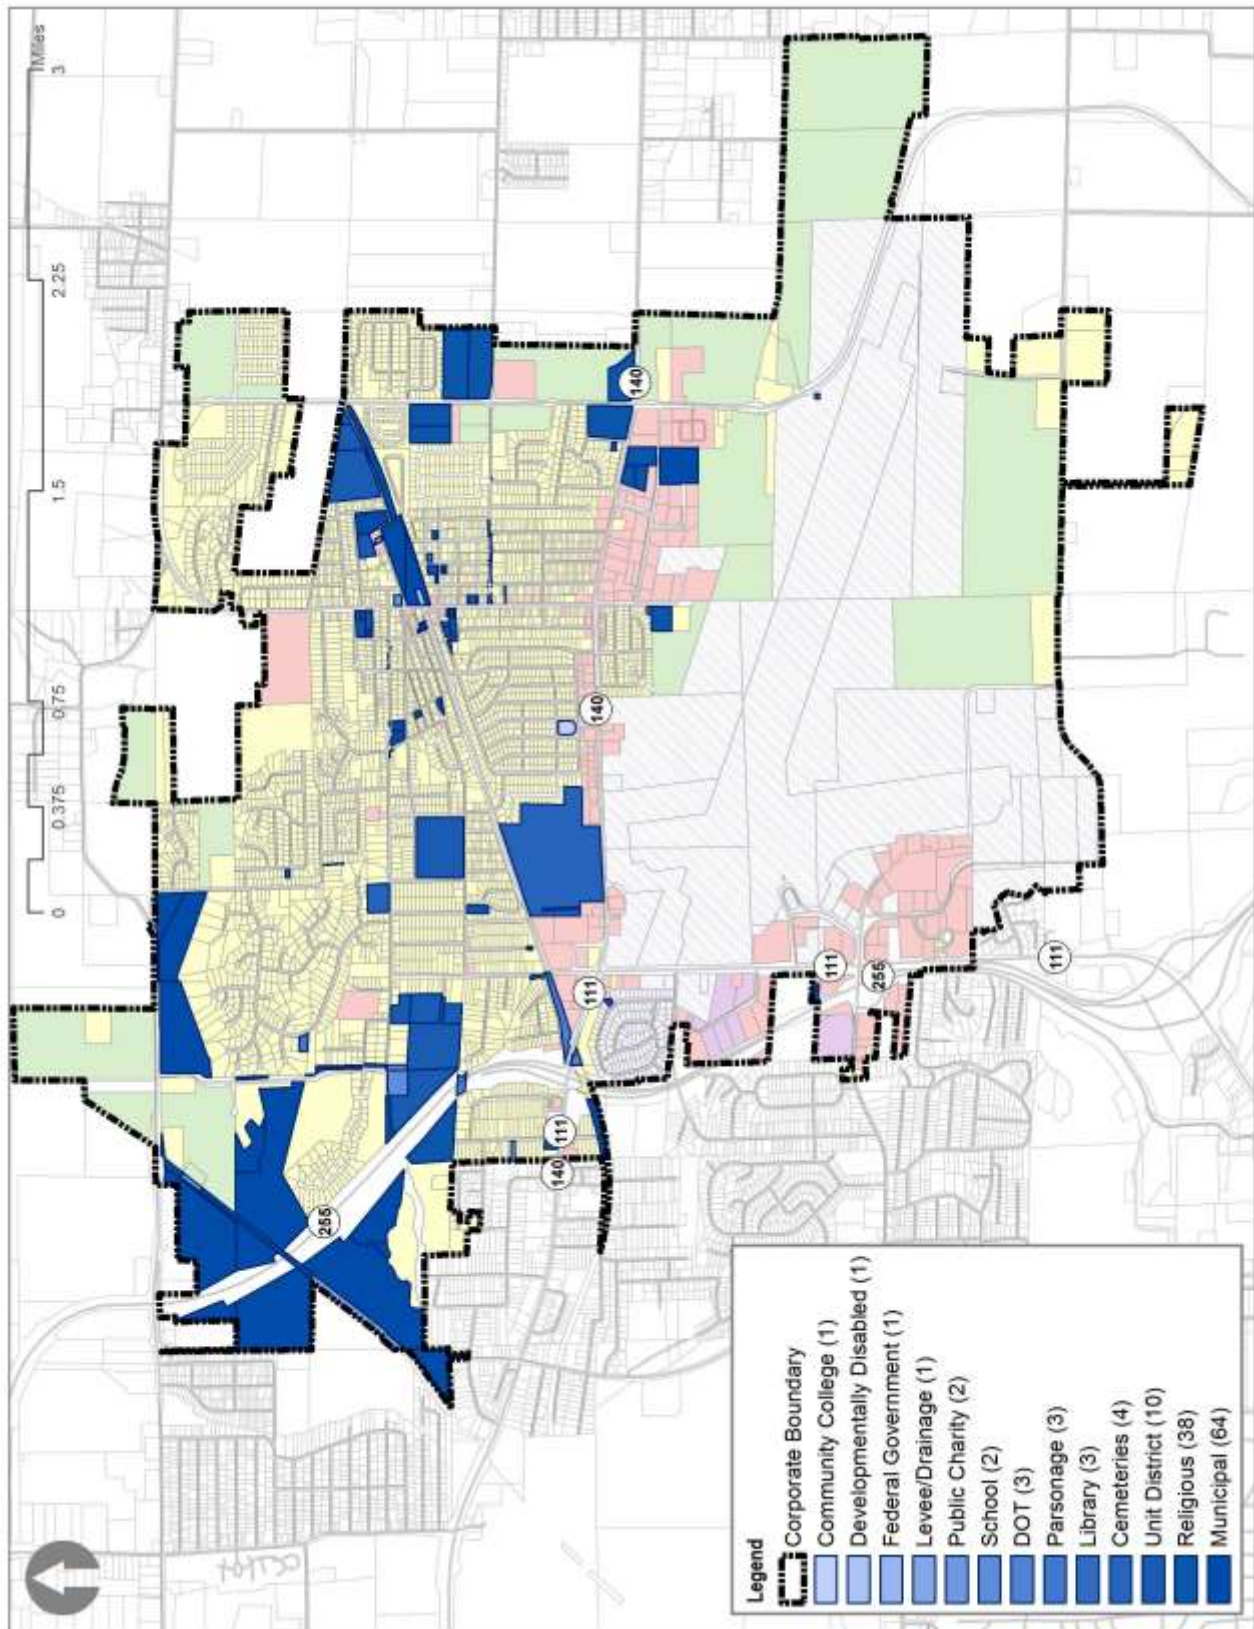 0
0.375
0.75
1.5
2.25
3
Miles
140
140
111
111
140
255
111
255
111
Legend
Corporate Boundary
Community College (1)
Developmentally Disabled (1)
Federal Government (1)
Levee/Drainage (1)
Public Charity (2)
School (2)
DOT (3)
Parsonage (3)
Library (3)
Cemeteries (4)
Unit District (10)
Religious (38)
Municipal (64)